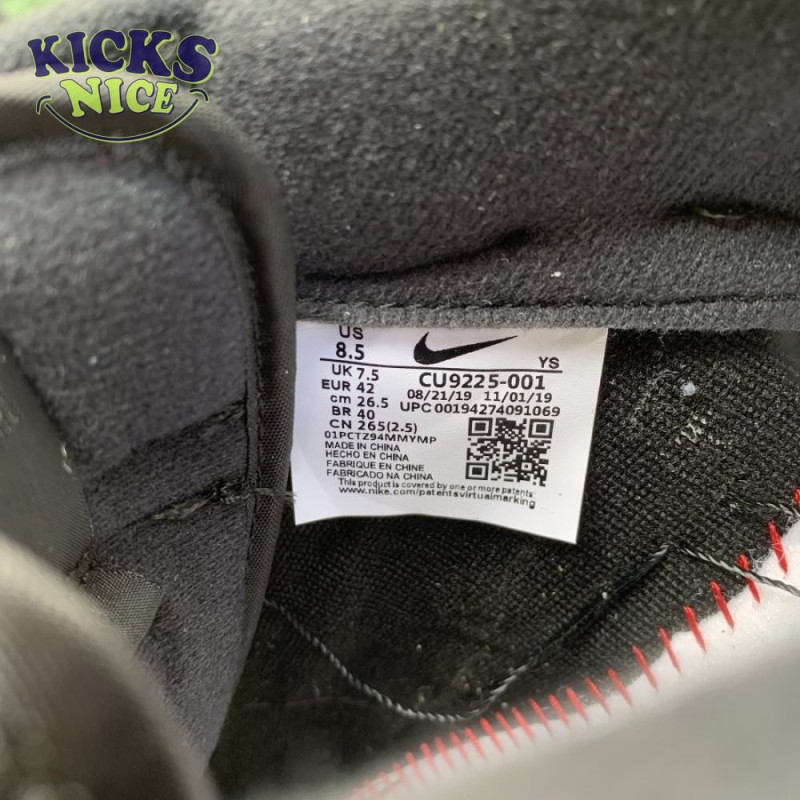 KICKS
NICE
US
8.5
UK 7.5
EUR 42
cm 26.5
BR 40
CN 265(2.5)
YS
CU9225-001
08/21/19 11/01/19
UPC 00194274091069
01PCTZ94MMYMP
MADE IN CHINA
HECHO EN CHINA
FABRIQUE EN CHINE
FABRICADO NA CHINA
This product is covered by one or more patents:
www.nike.com/patentsvirtualmarking